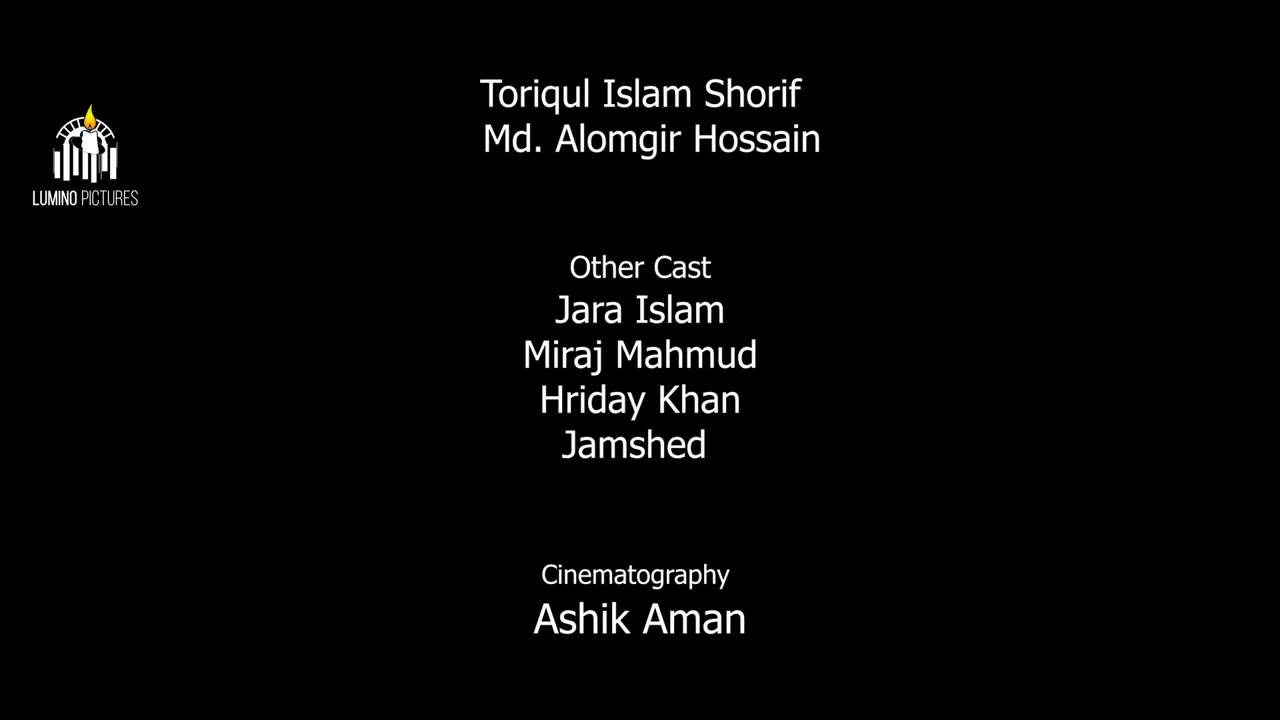 Toriqul Islam Shorif
Md. Alomgir Hossain
LUMINO PICTURES
Other Cast
Jara Islam
Miraj Mahmud
Hriday Khan
Jamshed
Cinematography
Ashik Aman